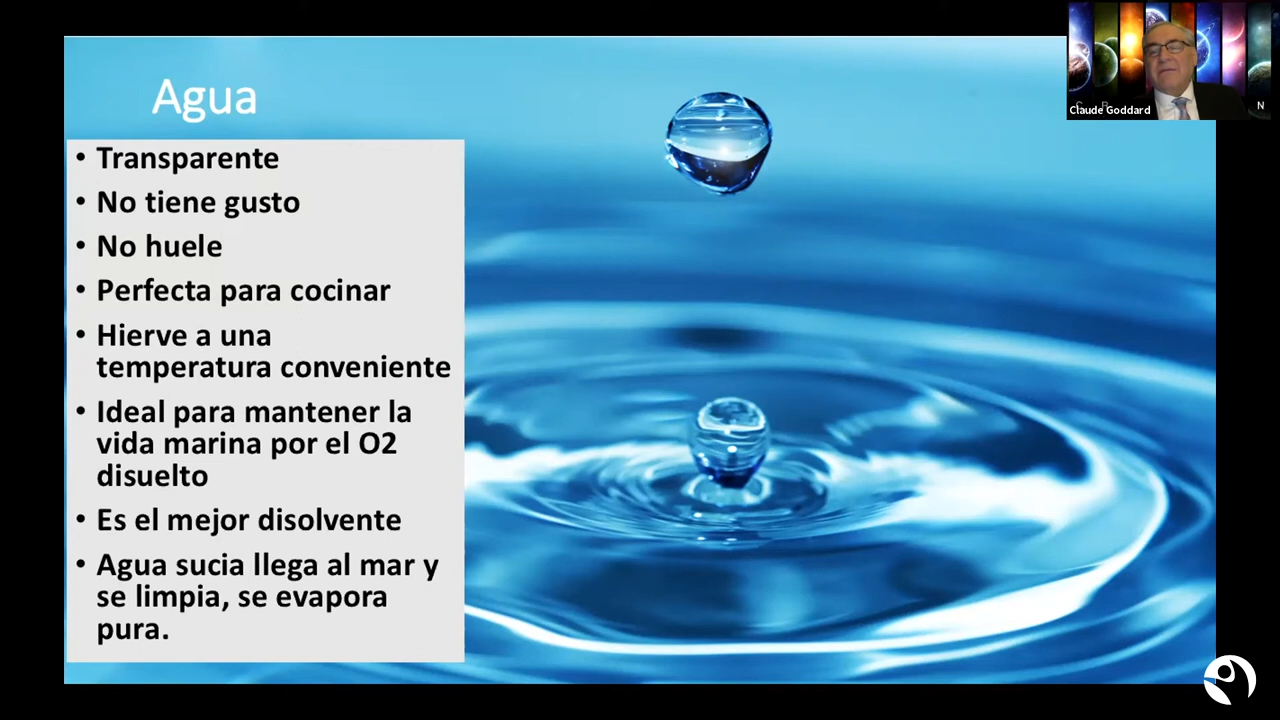 Agua
• Transparente
• No tiene gusto
• No huele
• Perfecta para cocinar
• Hierve a una
temperatura conveniente
• Ideal para mantener la
vida marina por el O2
disuelto
• Es el mejor disolvente
• Agua sucia llega al mar y
se limpia, se evapora
pura.
Claude Goddard
N